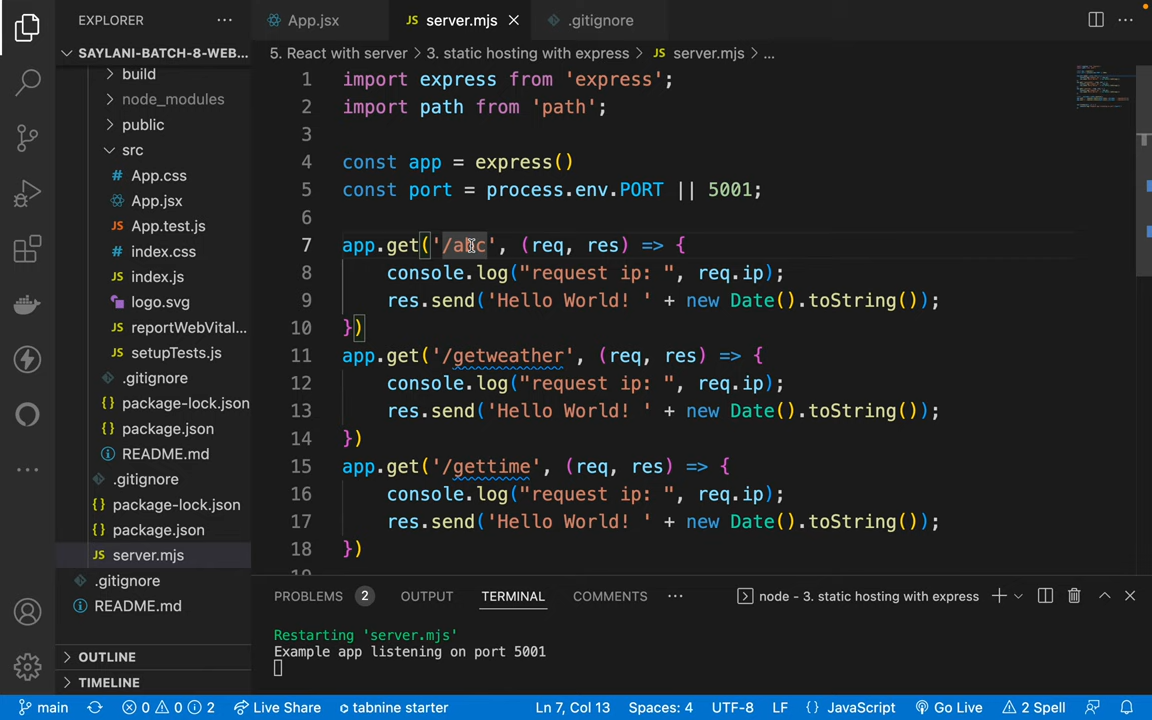 EXPLORER
App.jsx
server.mjs
.gitignore
SAYLANI-BATCH-8-WEB...
5. React with server > 3. static hosting with express > JS server.mjs > ...
build
node_modules
public
src
App.css
App.jsx
JS App.test.js
index.css
JS index.js
logo.svg
JS reportWebVital...
JS setupTests.js
.gitignore
{} package-lock.json
{} package.json
README.md
.gitignore
{} package-lock.json
{} package.json
JS server.mjs
.gitignore
README.md
OUTLINE
TIMELINE
1 import express from 'express';
2 import path from 'path';
3
4 const app = express()
5 const port = process.env.PORT || 5001;
6
7 app.get('/abc', (req, res) => {
8 console.log("request ip: ", req.ip);
9 res.send('Hello World! ' + new Date().toString());
10 })
11 app.get('/getweather', (req, res) => {
12 console.log("request ip: ", req.ip);
13 res.send('Hello World! ' + new Date().toString());
14 })
15 app.get('/gettime', (req, res) => {
16 console.log("request ip: ", req.ip);
17 res.send('Hello World! ' + new Date().toString());
18 })
PROBLEMS 2 OUTPUT TERMINAL COMMENTS ... node - 3. static hosting with express
Restarting 'server.mjs'
Example app listening on port 5001
main 0 0 2 Live Share tabnine starter Ln 7, Col 13 Spaces: 4 UTF-8 LF {} JavaScript Go Live 2 Spell